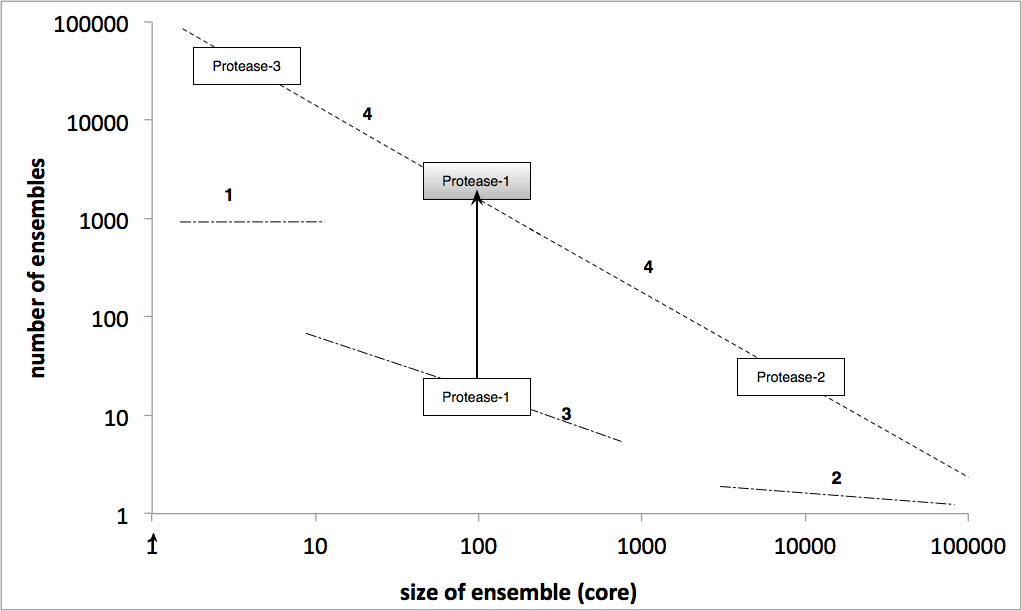 100000
Protease-3
4
10000
Protease-1
1
1000
4
100
Protease-2
Protease-1
10
3
2
1
1 10 100 1000 10000 100000
number of ensembles
size of ensemble (core)